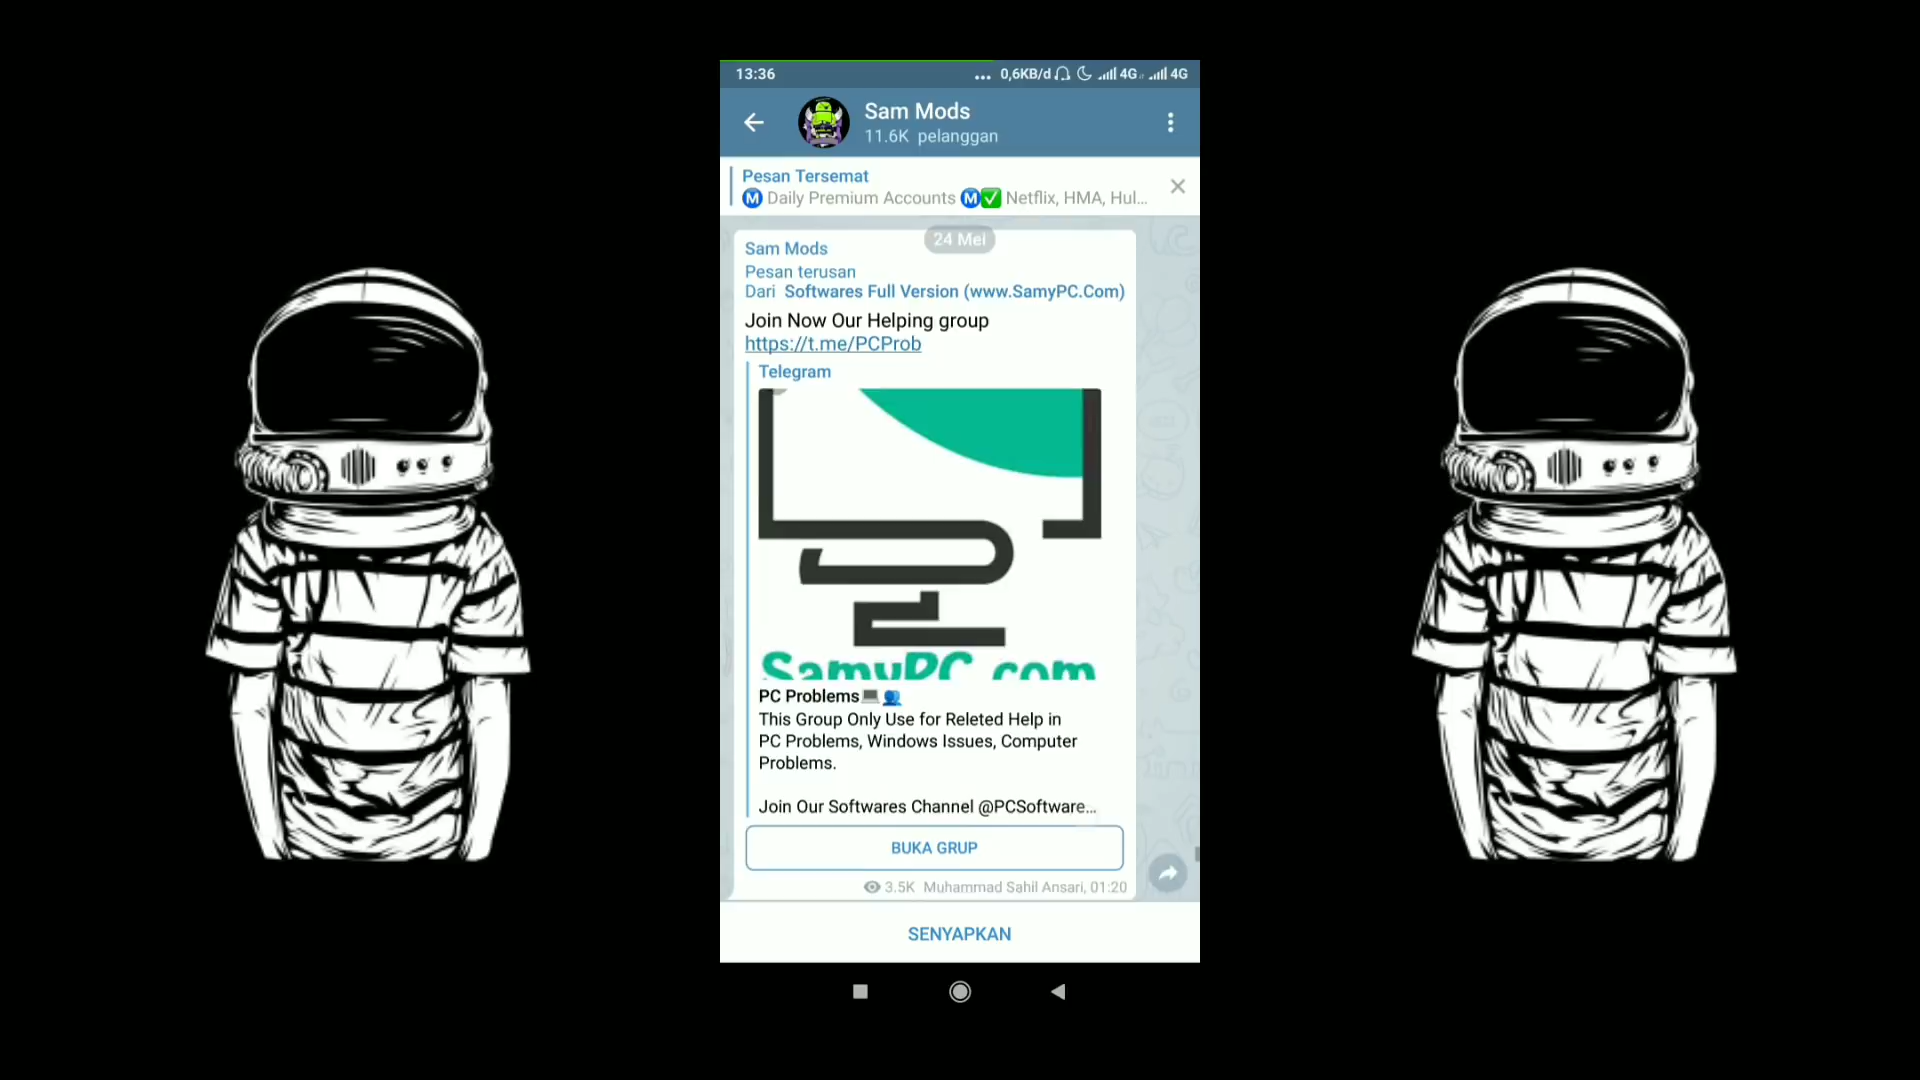 13:36
... 0,6KB/d 4G 4G
Sam Mods
11.6K pelanggan
Pesan Tersemat
Ⓜ️ Daily Premium Accounts Ⓜ️✅ Netflix, HMA, Hul...
24 Mei
Sam Mods
Pesan terusan
Dari Softwares Full Version (www.SamyPC.Com)
Join Now Our Helping group
https://t.me/PCProb
Telegram
SamyPC.com
PC Problems💻👥
This Group Only Use for Releted Help in
PC Problems, Windows Issues, Computer
Problems.
Join Our Softwares Channel @PCSoftware...
BUKA GRUP
3.5K Muhammad Sahil Ansari, 01:20
SENYAPKAN